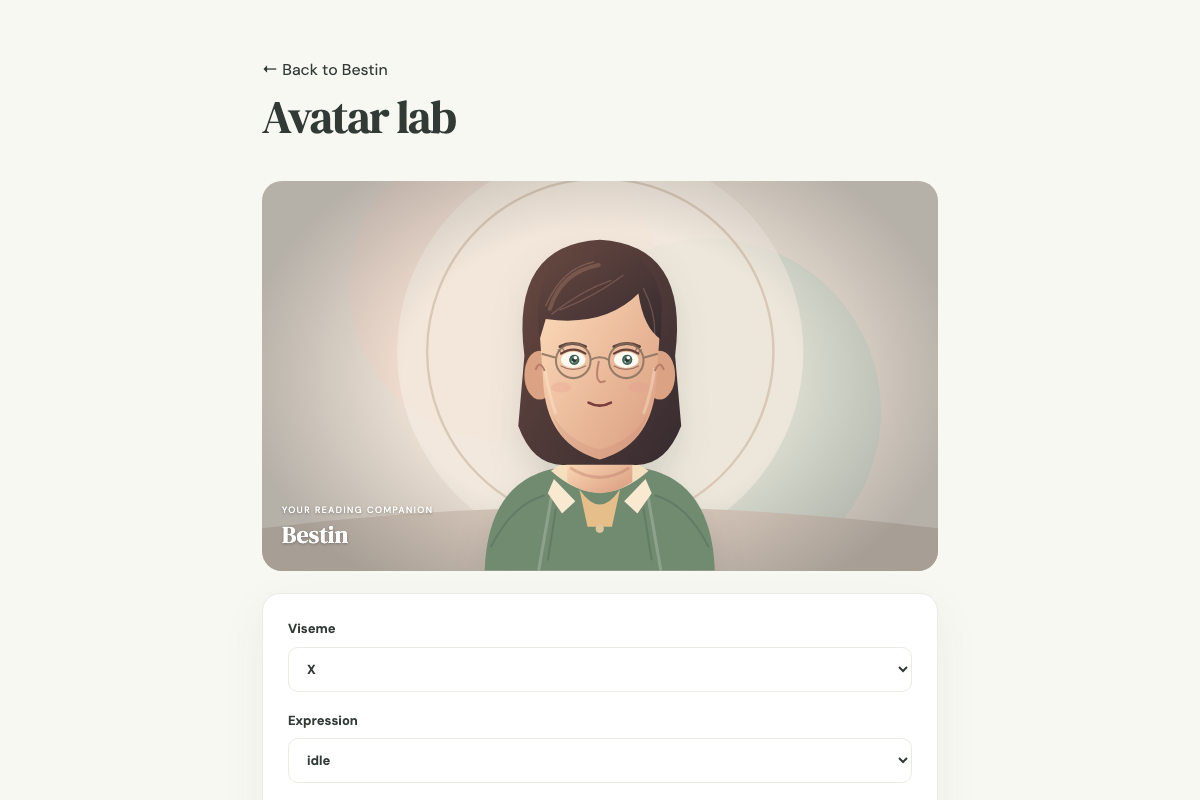 ← Back to Bestin
Avatar lab
YOUR READING COMPANION
Bestin
Viseme
X
Expression
idle